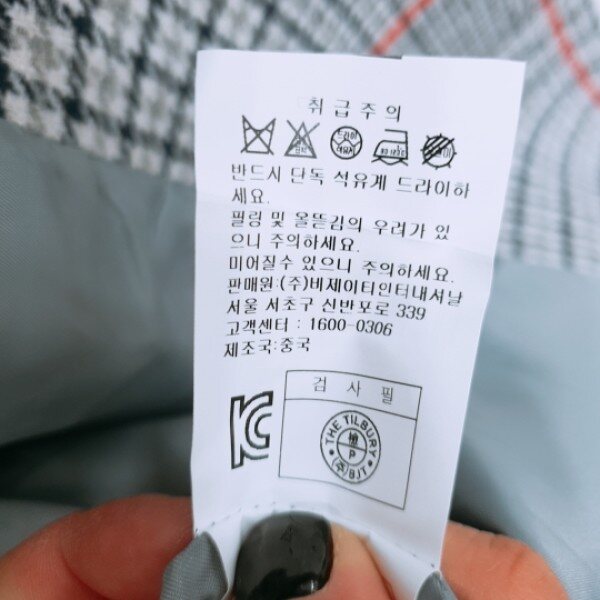 취급주의
드라이
반드시 단독 석유계 드라이하
세요.
필링 및 올뜯김의 우려가 있
으니 주의하세요.
미어질수 있으니 주의하세요.
판매원:(주)비제이티인터내셔날
서울 서초구 신반포로 339
고객센터 : 1600-0306
제조국:중국
검사필
THE TILBURY
P
(주)BJT